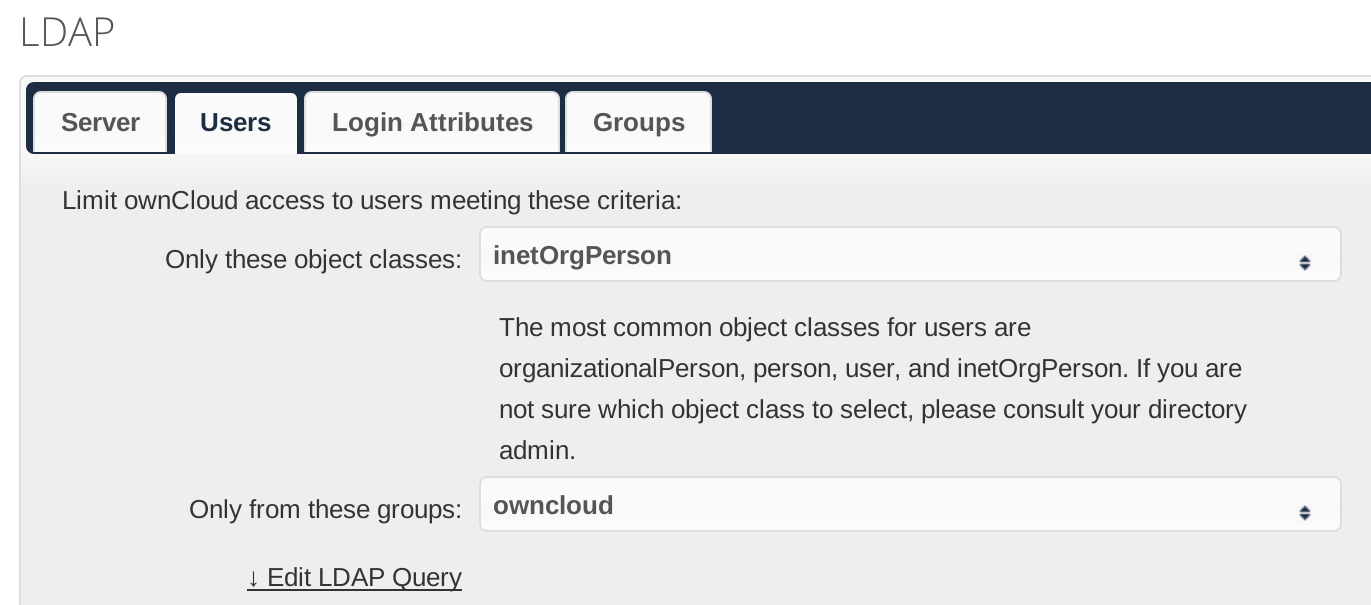 LDAP
Server Users Login Attributes Groups
Limit ownCloud access to users meeting these criteria:
Only these object classes: inetOrgPerson
The most common object classes for users are
organizationalPerson, person, user, and inetOrgPerson. If you are
not sure which object class to select, please consult your directory
admin.
Only from these groups: owncloud
↓ Edit LDAP Query